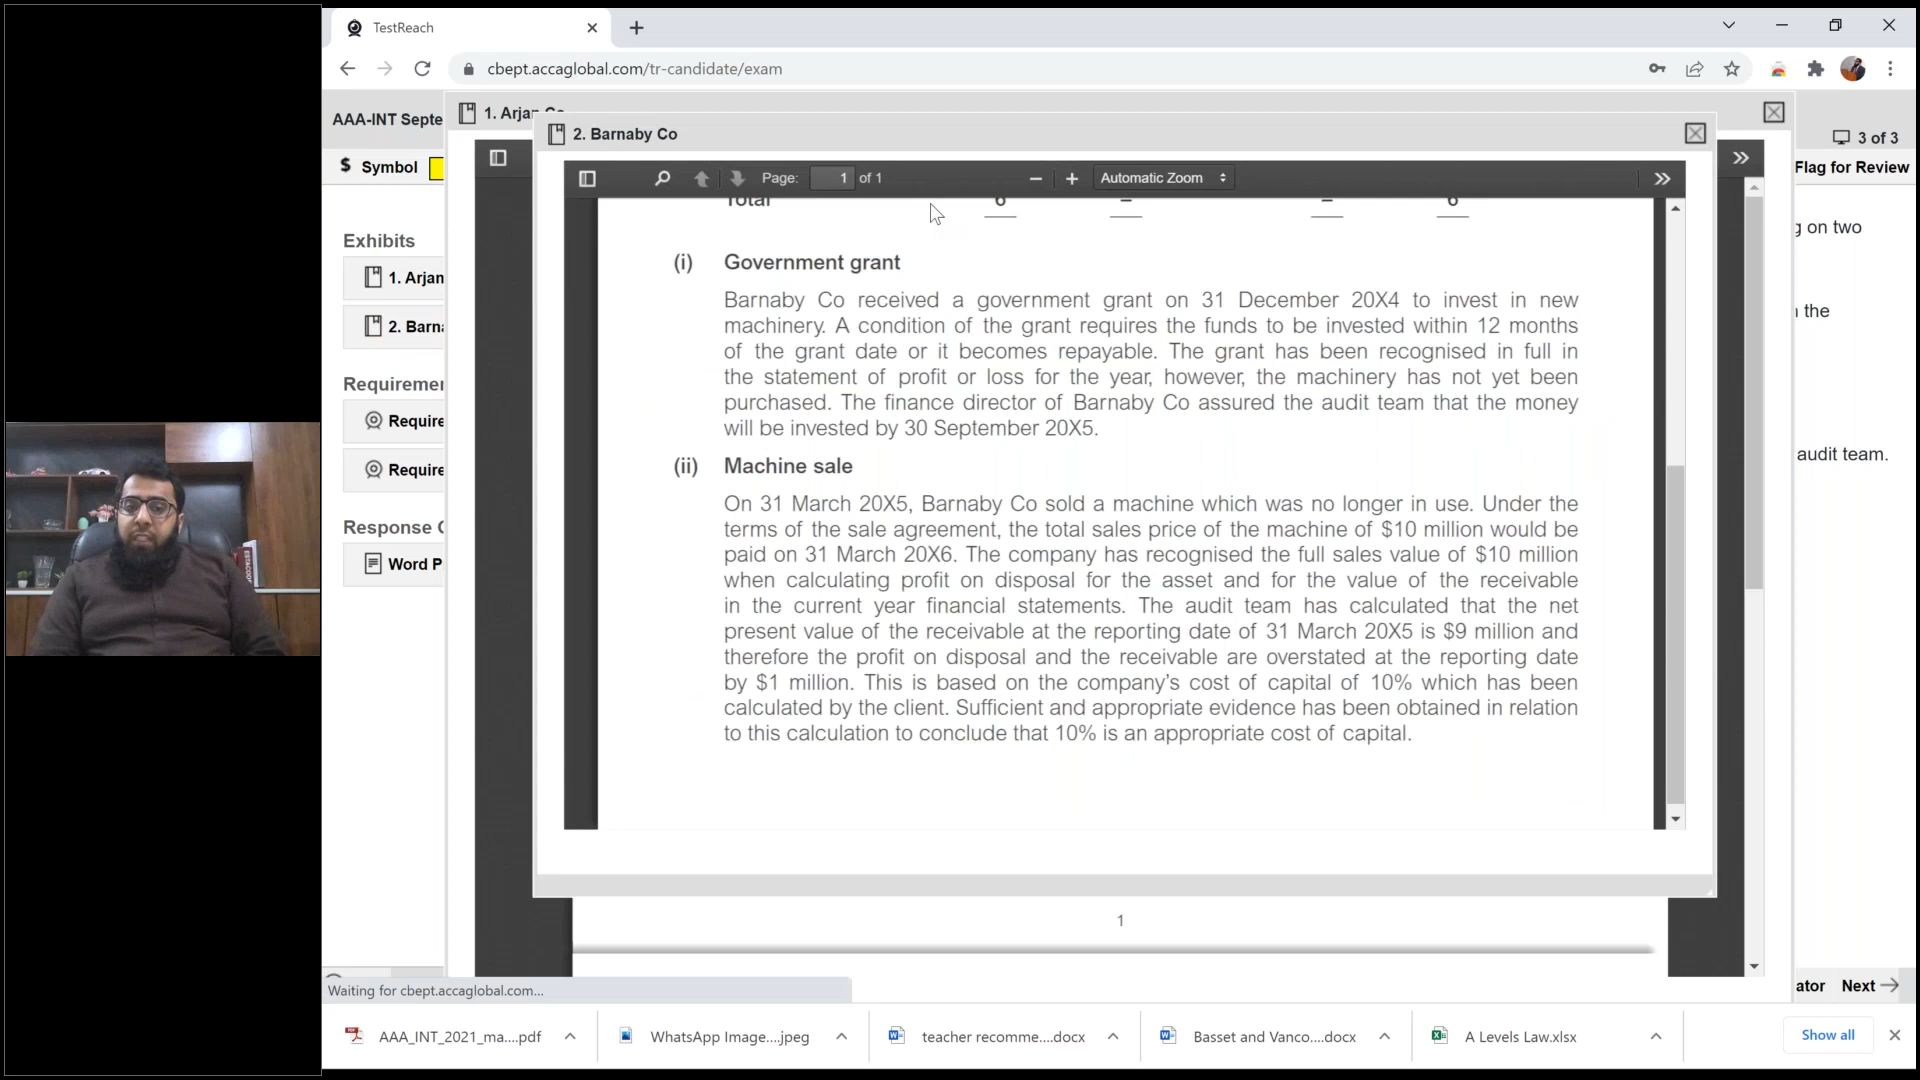 TestReach
cbept.accaglobal.com/tr-candidate/exam
AAA-INT Septe
1. Arjan Co
2. Barnaby Co
3 of 3
$ Symbol
Flag for Review
Page: 1 of 1
Automatic Zoom
Exhibits
1. Arjan
2. Barna
Requiremen
Require
Require
Response
Word P
Total 6 6
(i) Government grant
Barnaby Co received a government grant on 31 December 20X4 to invest in new
machinery. A condition of the grant requires the funds to be invested within 12 months
of the grant date or it becomes repayable. The grant has been recognised in full in
the statement of profit or loss for the year, however, the machinery has not yet been
purchased. The finance director of Barnaby Co assured the audit team that the money
will be invested by 30 September 20X5.
(ii) Machine sale
On 31 March 20X5, Barnaby Co sold a machine which was no longer in use. Under the
terms of the sale agreement, the total sales price of the machine of $10 million would be
paid on 31 March 20X6. The company has recognised the full sales value of $10 million
when calculating profit on disposal for the asset and for the value of the receivable
in the current year financial statements. The audit team has calculated that the net
present value of the receivable at the reporting date of 31 March 20X5 is $9 million and
therefore the profit on disposal and the receivable are overstated at the reporting date
by $1 million. This is based on the company's cost of capital of 10% which has been
calculated by the client. Sufficient and appropriate evidence has been obtained in relation
to this calculation to conclude that 10% is an appropriate cost of capital.
g on two
the
audit team.
1
ator Next
Waiting for cbept.accaglobal.com...
AAA_INT_2021_ma....pdf
WhatsApp Image....jpeg
teacher recomme....docx
Basset and Vanco....docx
A Levels Law.xlsx
Show all